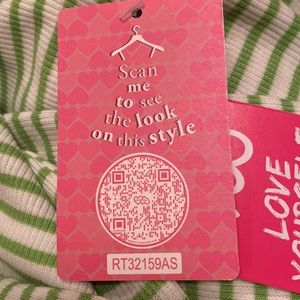 Scan
me
to see
the look
on this style
RT32159AS
LOVE